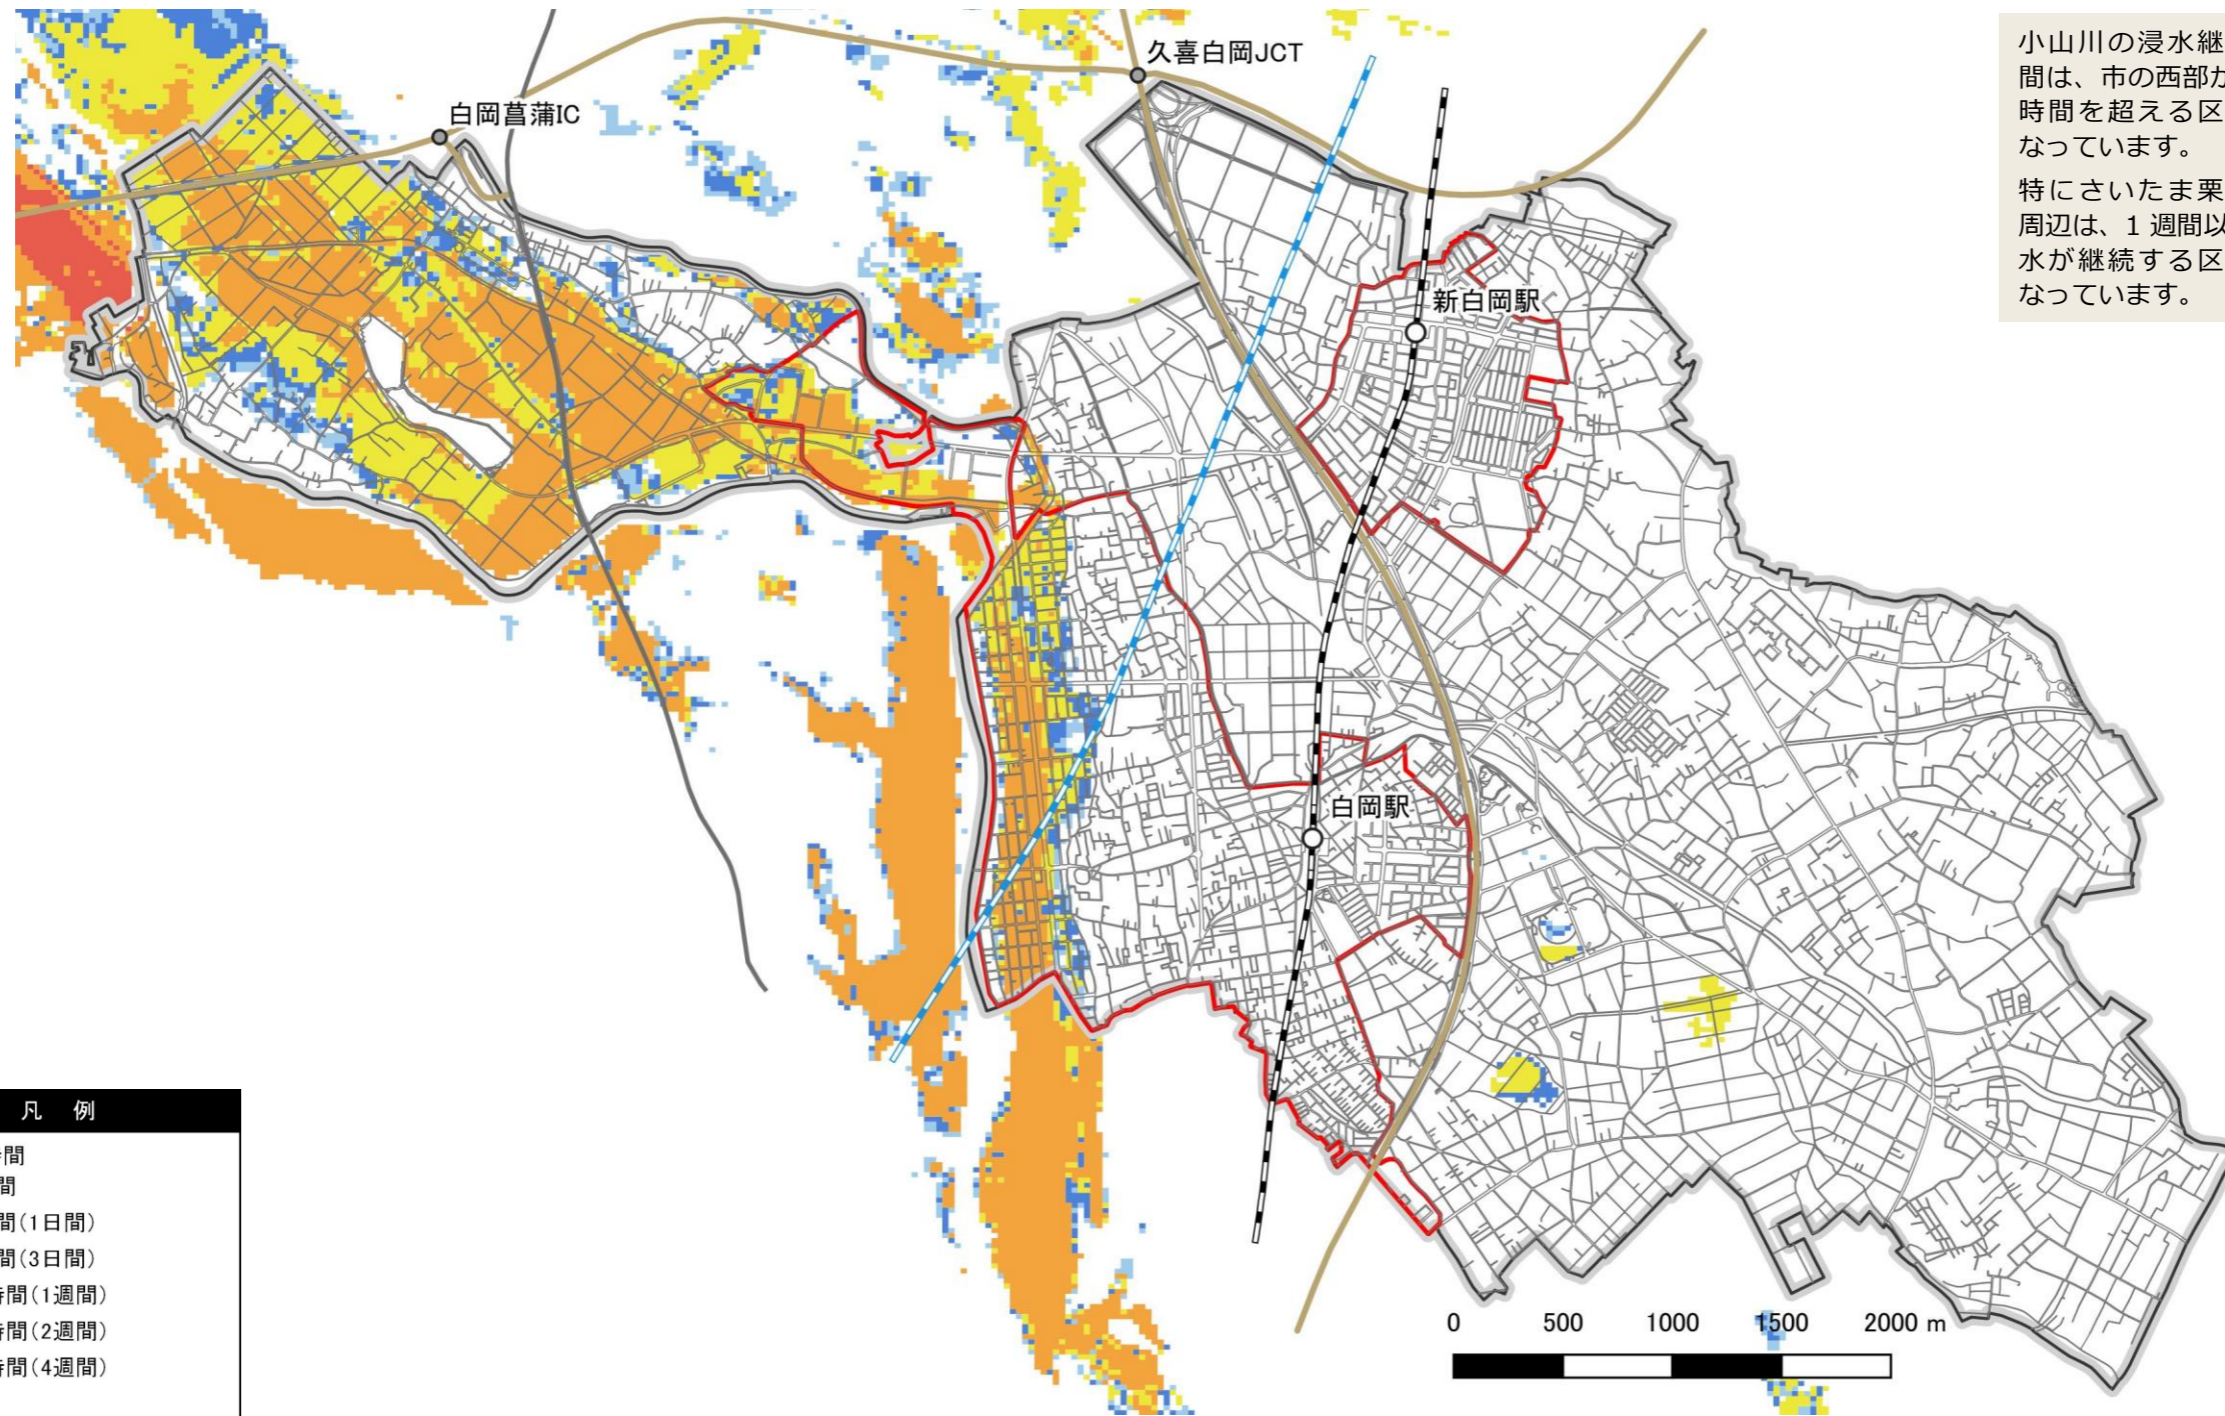 久喜白岡JCT
白岡菖蒲IC
小山川の浸水継
間は、市の西部か
時間を超える区
なっています。
特にさいたま栗
周辺は、1 週間以
水が継続する区
なっています。
新白岡駅
白岡駅
凡 例
間
間
間(1日間)
間(3日間)
時間(1週間)
時間(2週間)
時間(4週間)
0 500 1000 1500 2000 m